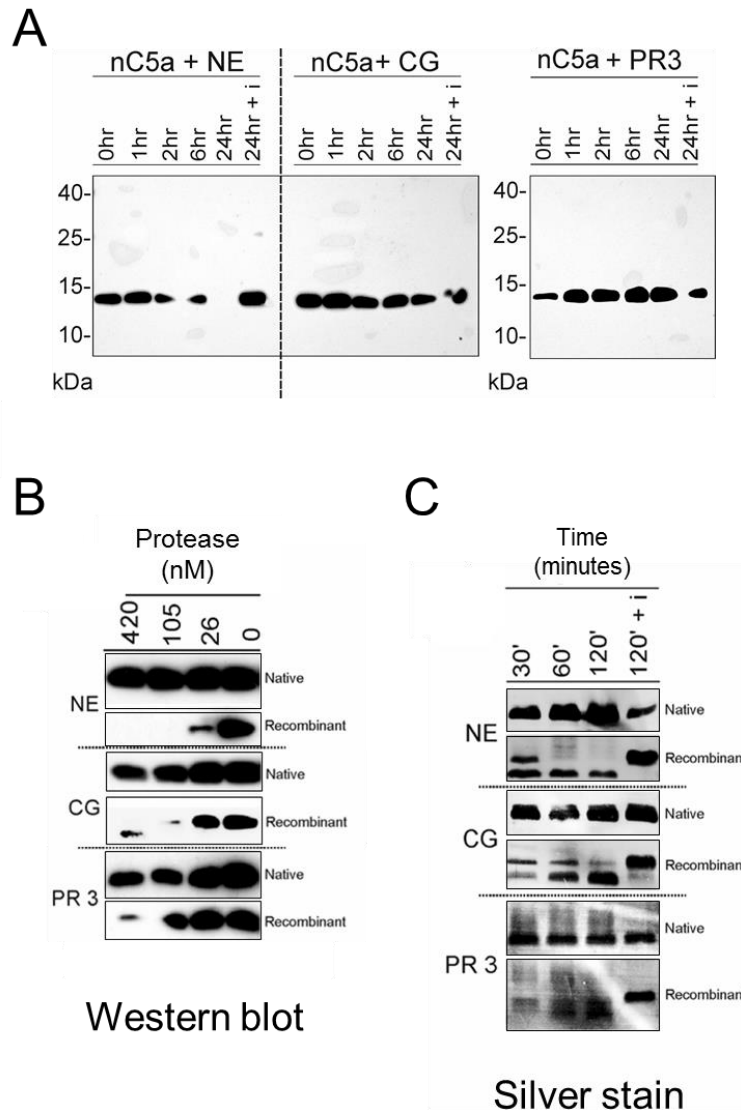 A
nC5a + NE
nC5a+ CG
nC5a + PR3
0hr 1hr 2hr 6hr 24hr 24hr + i
0hr 1hr 2hr 6hr 24hr 24hr + i
0hr 1hr 2hr 6hr 24hr 24hr + i
40-
25-
15-
10-
kDa
40-
25-
15-
10-
kDa
B
Protease
(nM)
420 105 26 0
NE
Native
Recombinant
CG
Native
Recombinant
PR 3
Native
Recombinant
Western blot
C
Time
(minutes)
30' 60' 120' 120' + i
NE
Native
Recombinant
CG
Native
Recombinant
PR 3
Native
Recombinant
Silver stain